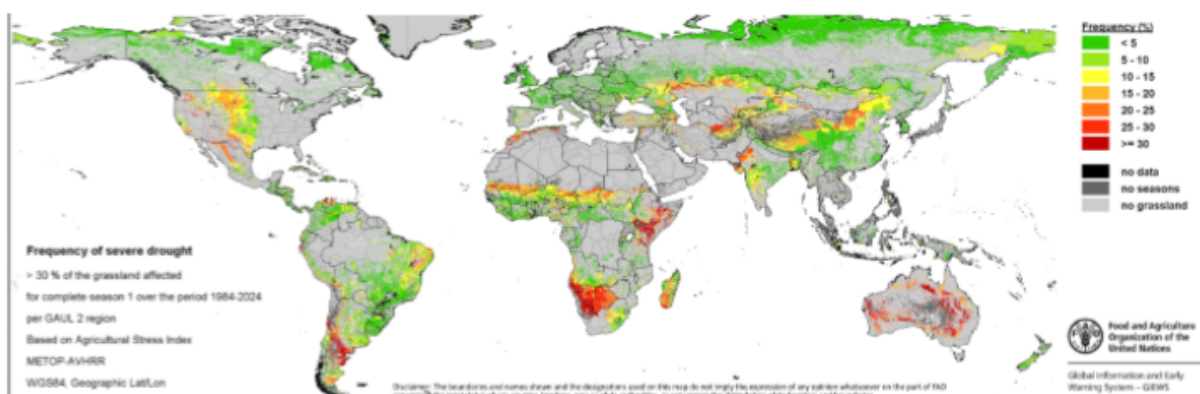 Frequency (%)
< 5
5 - 10
10 - 15
15 - 20
20 - 25
25 - 30
>= 30
no data
no seasons
no grassland
Frequency of severe drought
> 30 % of the grassland affected
for complete season 1 over the period 1984-2024
per GAUL 2 region
Based on Agricultural Stress Index
METOP-AVHRR
WGS84, Geographic Lat/Lon
Food and Agriculture
Organization of the
United Nations
Global Information and Early
Warning System – GIEWS
Disclaimer: The boundaries and names shown and the designations used on this map do not imply the expression of any opinion whatsoever on the part of FAO